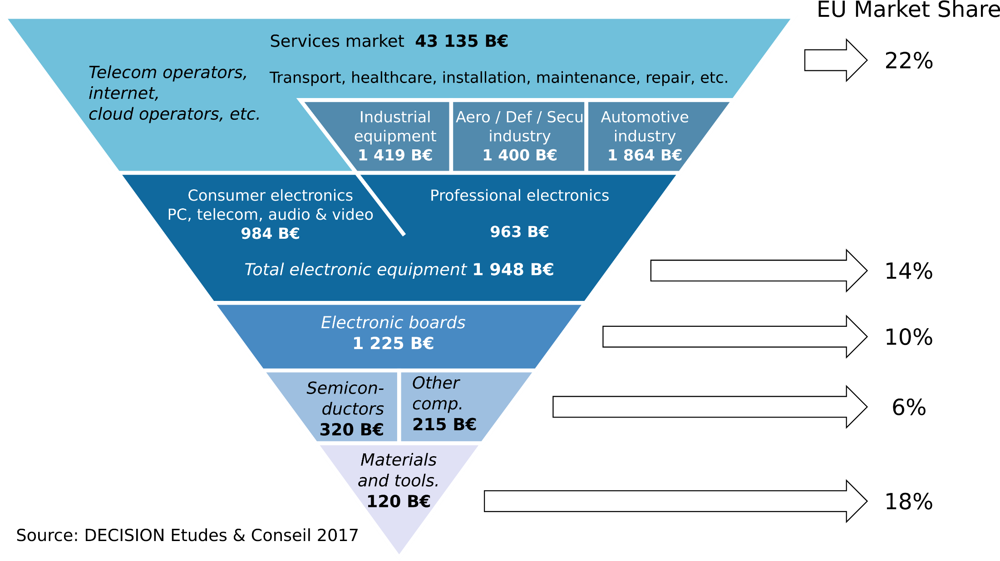 EU Market Share
Services market 43 135 B€
22%
Telecom operators,
internet,
cloud operators, etc.
Transport, healthcare, installation, maintenance, repair, etc.
Industrial
equipment
1 419 B€
Aero / Def / Secu
industry
1 400 B€
Automotive
industry
1 864 B€
Consumer electronics
PC, telecom, audio & video
984 B€
Professional electronics
963 B€
Total electronic equipment 1 948 B€
14%
Electronic boards
1 225 B€
10%
Semicon-
ductors
320 B€
Other
comp.
215 B€
6%
Materials
and tools.
120 B€
18%
Source: DECISION Etudes & Conseil 2017